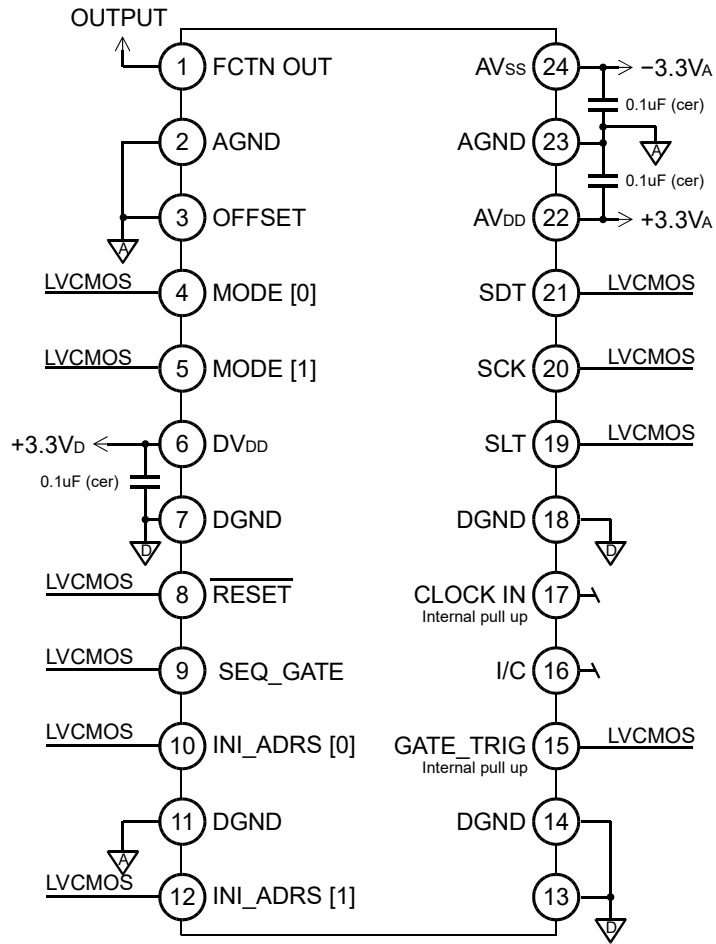 OUTPUT
1 FCTN OUT
AVSS 24
−3.3VA
0.1uF (cer)
2 AGND
AGND 23
A
0.1uF (cer)
3 OFFSET
AVDD 22
+3.3VA
A
LVCMOS
4 MODE [0]
SDT 21
LVCMOS
LVCMOS
5 MODE [1]
SCK 20
LVCMOS
+3.3VD
6 DVDD
SLT 19
LVCMOS
0.1uF (cer)
7 DGND
DGND 18
D
D
LVCMOS
8 RESET
CLOCK IN 17
Internal pull up
LVCMOS
9 SEQ_GATE
I/C 16
LVCMOS
10 INI_ADRS [0]
GATE_TRIG 15
LVCMOS
Internal pull up
11 DGND
DGND 14
A
LVCMOS
12 INI_ADRS [1]
13
D